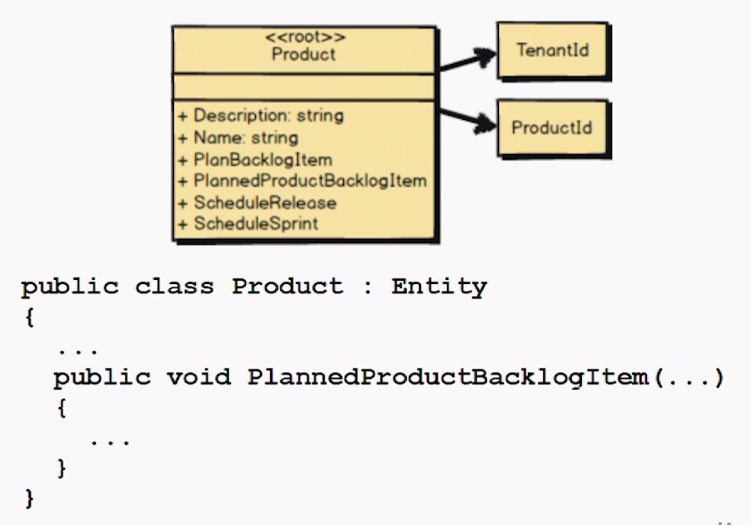 <<root>>
Product
TenantId
ProductId
+ Description: string
+ Name: string
+ PlanBacklogItem
+ PlannedProductBacklogItem
+ ScheduleRelease
+ ScheduleSprint
public class Product : Entity
{
...
public void PlannedProductBacklogItem(...)
{
...
}
}